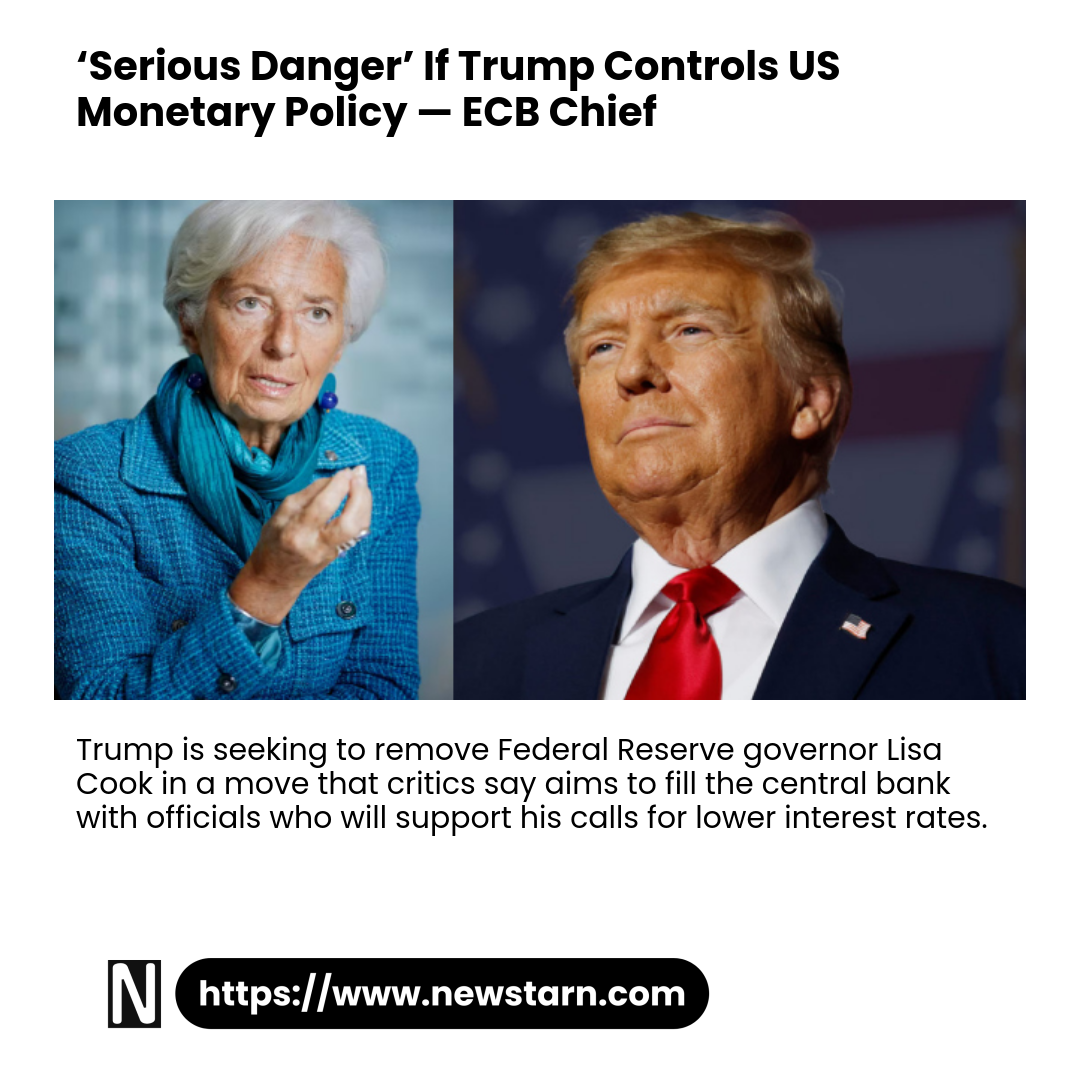 ‘Serious Danger’ If Trump Controls US
Monetary Policy — ECB Chief
Trump is seeking to remove Federal Reserve governor Lisa
Cook in a move that critics say aims to fill the central bank
with officials who will support his calls for lower interest rates.
N https://www.newstarn.com